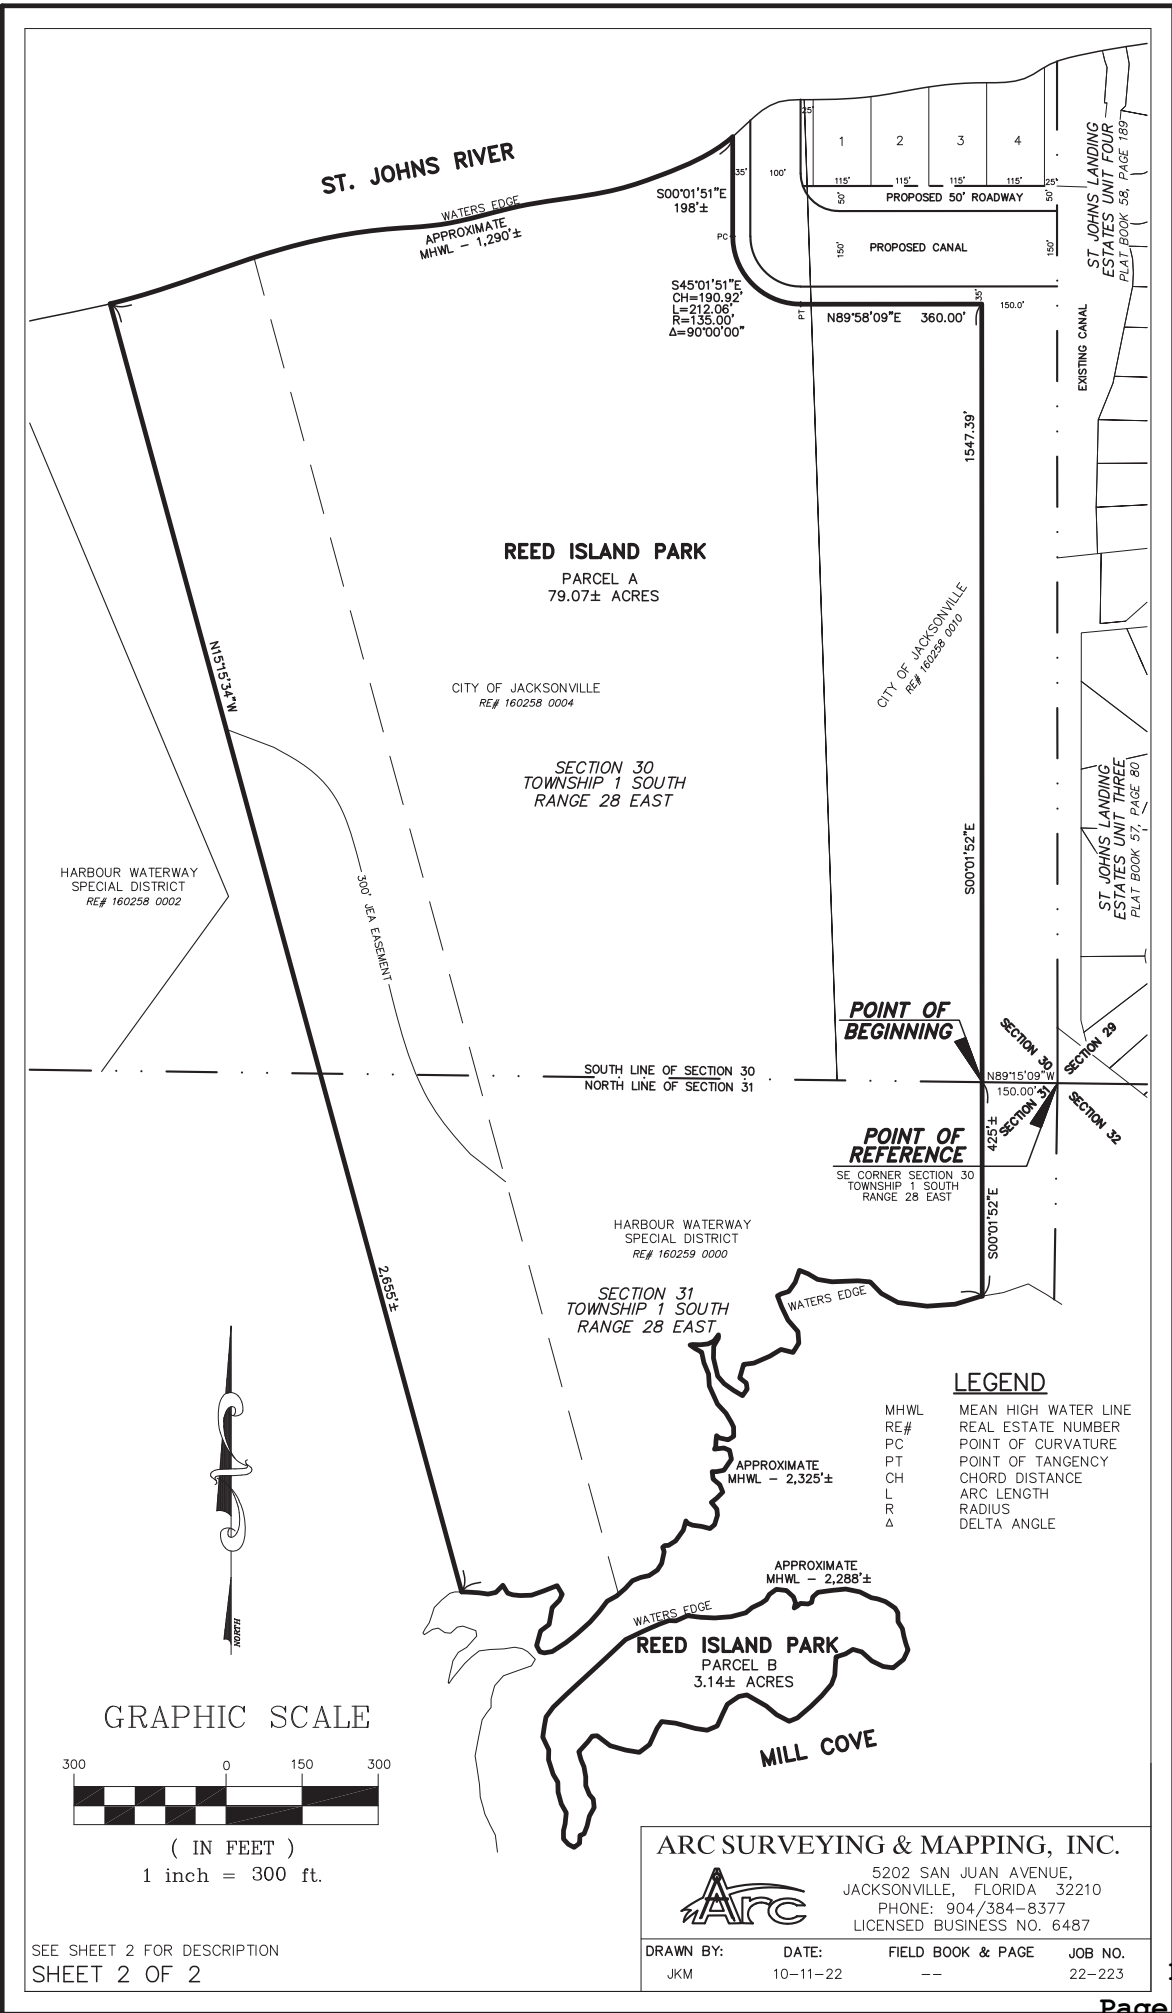 ST. JOHNS RIVER
WATERS EDGE
APPROXIMATE
MHWL - 1,290'±
S00°01'51"E
198'±
PC
35'
100'
25'
1
2
3
4
115'
115'
115'
115'
25'
50'
PROPOSED 50' ROADWAY
50'
150'
PROPOSED CANAL
150'
ST JOHNS LANDING
ESTATES UNIT FOUR
PLAT BOOK 58, PAGE 189
S45°01'51"E
CH=190.92'
L=212.06'
R=135.00'
Δ=90°00'00"
PT
N89°58'09"E 360.00'
35'
150.0'
EXISTING CANAL
1547.39'
REED ISLAND PARK
PARCEL A
79.07± ACRES
CITY OF JACKSONVILLE
RE# 160258 0010
N15°15'34"W
CITY OF JACKSONVILLE
RE# 160258 0004
SECTION 30
TOWNSHIP 1 SOUTH
RANGE 28 EAST
ST JOHNS LANDING
ESTATES UNIT THREE
PLAT BOOK 57, PAGE 80
S00°01'52"E
HARBOUR WATERWAY
SPECIAL DISTRICT
RE# 160258 0002
300' JEA EASEMENT
POINT OF
BEGINNING
SECTION 30
SECTION 29
SOUTH LINE OF SECTION 30
NORTH LINE OF SECTION 31
N89°15'09"W
150.00'
SECTION 31
SECTION 32
425'±
POINT OF
REFERENCE
SE CORNER SECTION 30
TOWNSHIP 1 SOUTH
RANGE 28 EAST
S00°01'52"E
HARBOUR WATERWAY
SPECIAL DISTRICT
RE# 160259 0000
2,655'±
SECTION 31
TOWNSHIP 1 SOUTH
RANGE 28 EAST
WATERS EDGE
LEGEND
MHWL MEAN HIGH WATER LINE
RE# REAL ESTATE NUMBER
PC POINT OF CURVATURE
PT POINT OF TANGENCY
CH CHORD DISTANCE
L ARC LENGTH
R RADIUS
Δ DELTA ANGLE
APPROXIMATE
MHWL - 2,325'±
APPROXIMATE
MHWL - 2,288'±
WATERS EDGE
REED ISLAND PARK
PARCEL B
3.14± ACRES
MILL COVE
NORTH
GRAPHIC SCALE
300 0 150 300
( IN FEET )
1 inch = 300 ft.
ARC SURVEYING & MAPPING, INC.
Arc
5202 SAN JUAN AVENUE,
JACKSONVILLE, FLORIDA 32210
PHONE: 904/384-8377
LICENSED BUSINESS NO. 6487
DRAWN BY: DATE: FIELD BOOK & PAGE JOB NO.
JKM 10-11-22 -- 22-223
SEE SHEET 2 FOR DESCRIPTION
SHEET 2 OF 2
Page